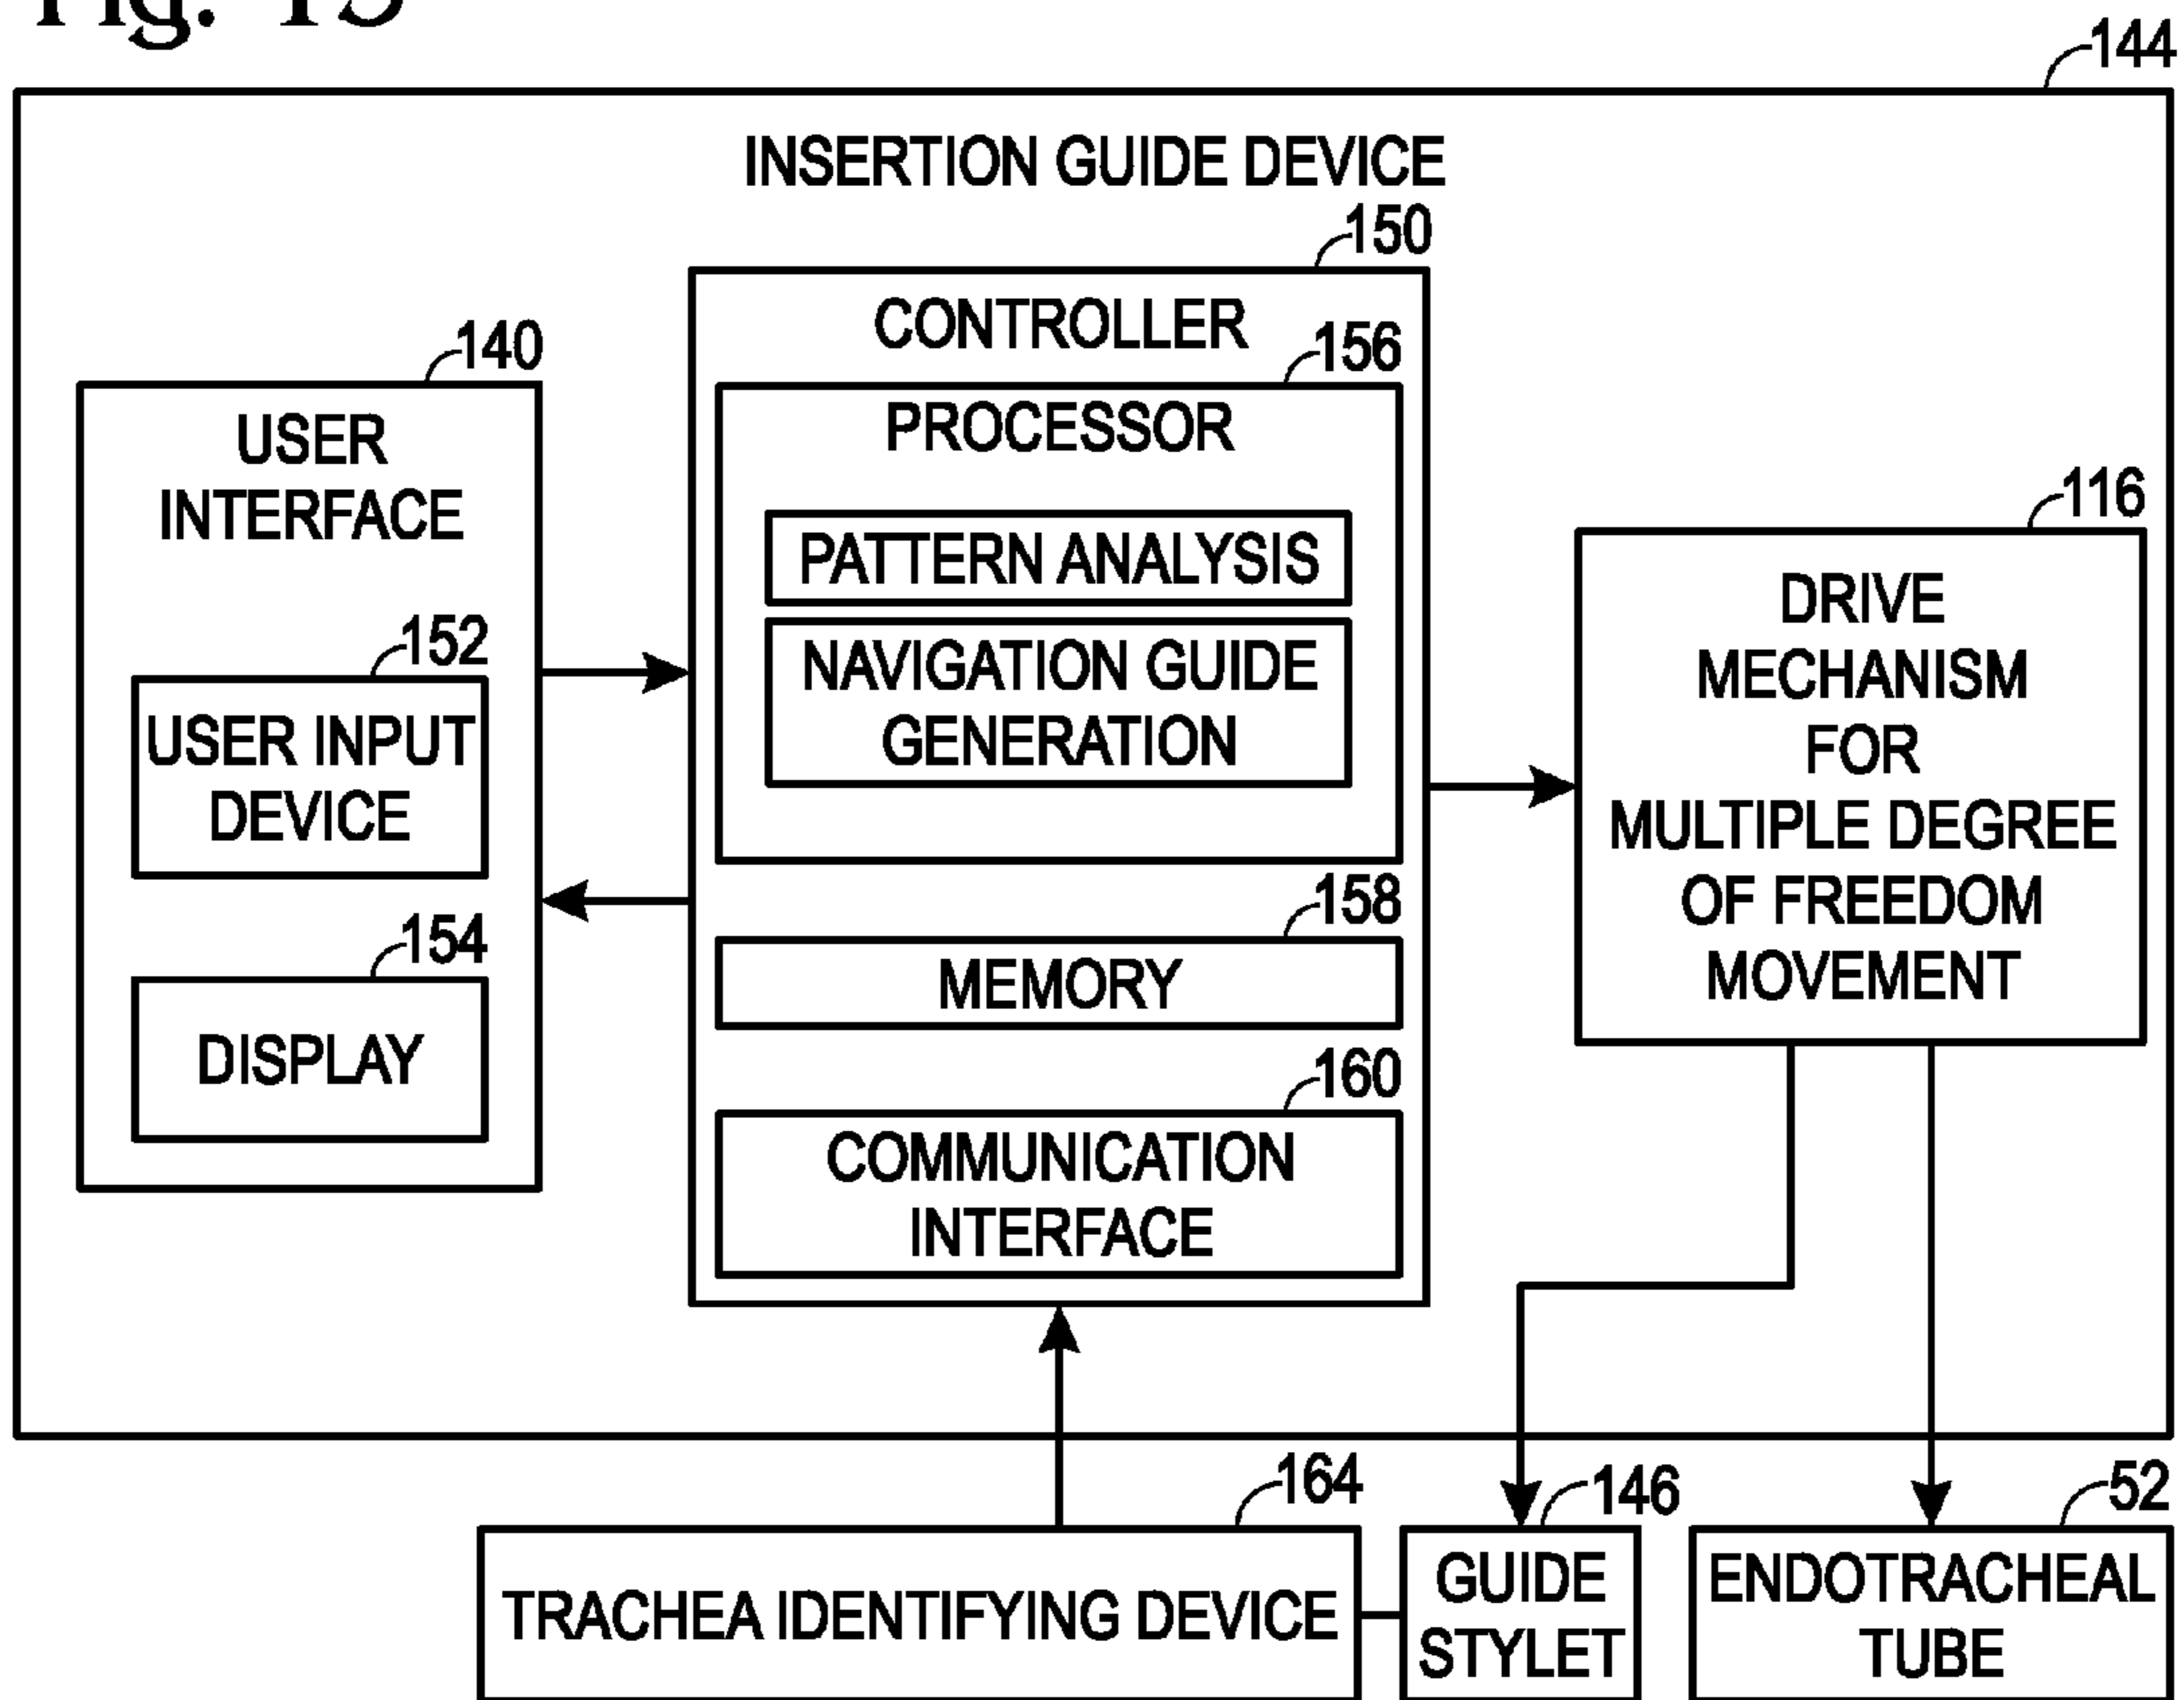 Fig. 15
144
INSERTION GUIDE DEVICE
150
CONTROLLER
140
USER
INTERFACE
152
USER INPUT
DEVICE
154
DISPLAY
156
PROCESSOR
PATTERN ANALYSIS
NAVIGATION GUIDE
GENERATION
158
MEMORY
160
COMMUNICATION
INTERFACE
116
DRIVE
MECHANISM
FOR
MULTIPLE DEGREE
OF FREEDOM
MOVEMENT
164
TRACHEA IDENTIFYING DEVICE
146
GUIDE
STYLET
52
ENDOTRACHEAL
TUBE